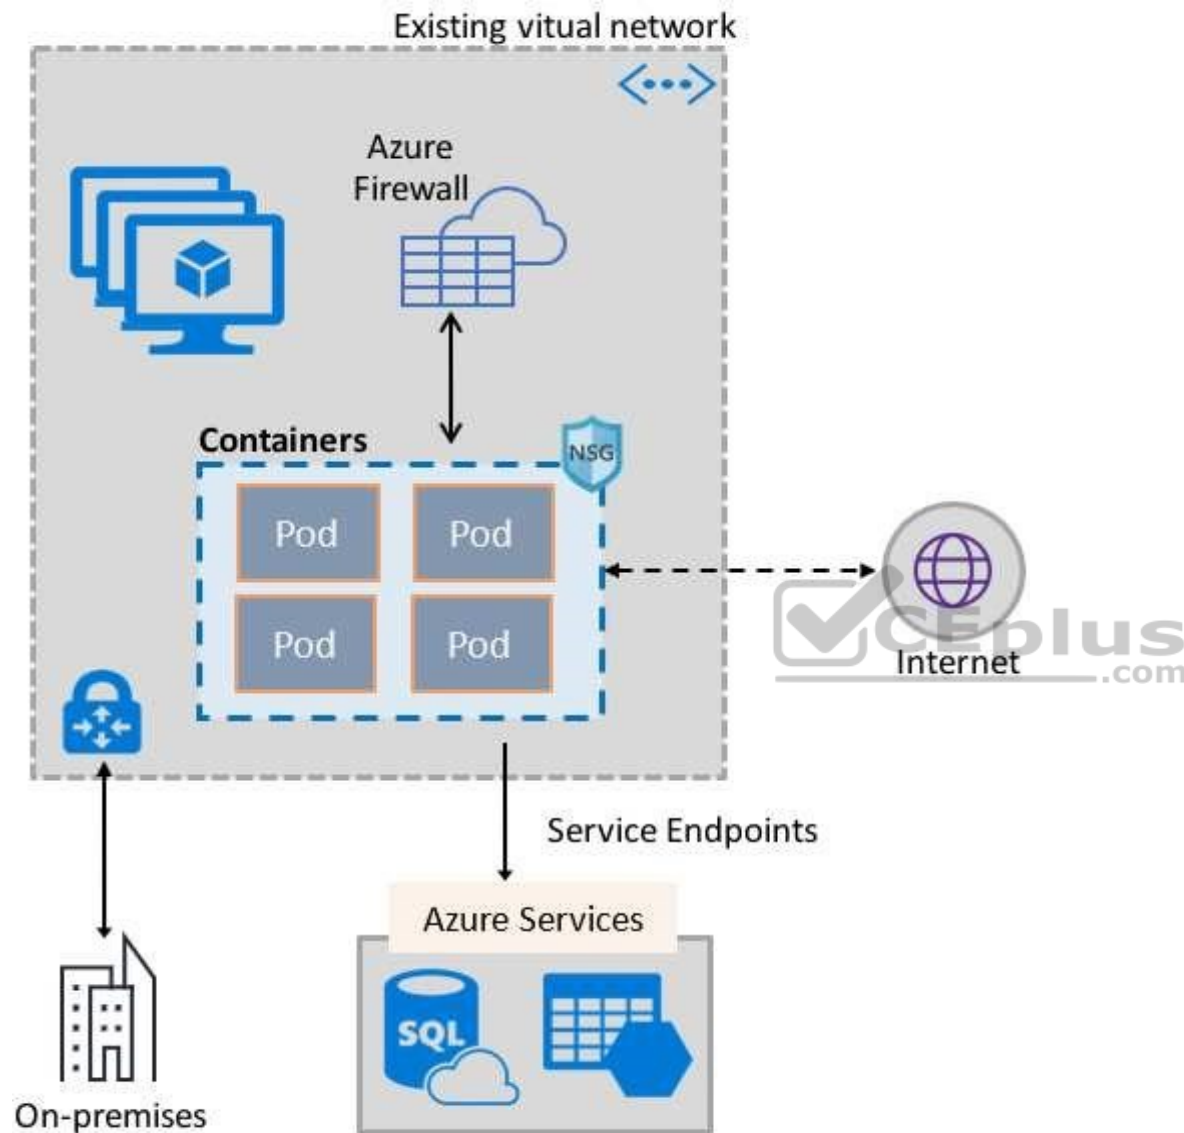 Existing vitual network
Azure
Firewall
Containers
NSG
Pod
Pod
Pod
Pod
CEplus
.com
Internet
Service Endpoints
Azure Services
SQL
On-premises